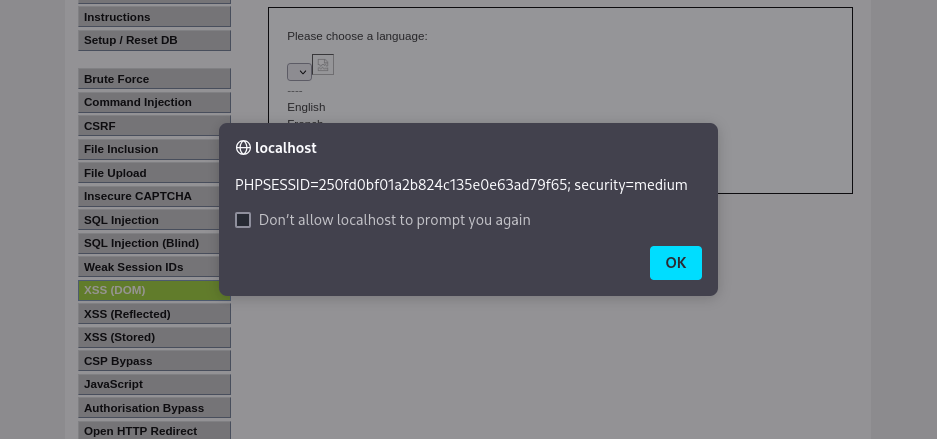 Instructions
Setup / Reset DB
Brute Force
Command Injection
CSRF
File Inclusion
File Upload
Insecure CAPTCHA
SQL Injection
SQL Injection (Blind)
Weak Session IDs
XSS (DOM)
XSS (Reflected)
XSS (Stored)
CSP Bypass
JavaScript
Authorisation Bypass
Open HTTP Redirect
Please choose a language:
----
English
French
localhost
PHPSESSID=250fd0bf01a2b824c135e0e63ad79f65; security=medium
Don't allow localhost to prompt you again
OK